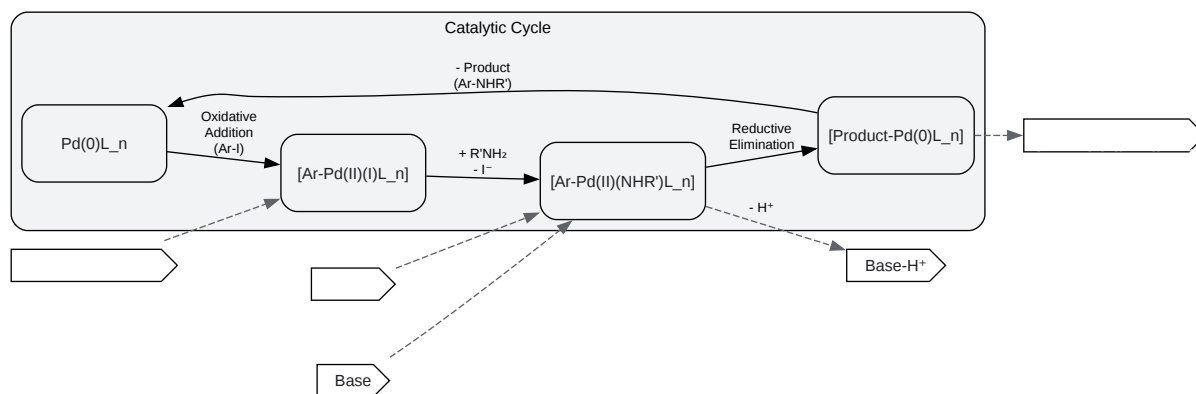 Catalytic Cycle
- Product
(Ar-NHR')
Pd(0)L_n
Oxidative
Addition
(Ar-I)
[Ar-Pd(II)(I)L_n]
+ R'NH₂
- I⁻
[Ar-Pd(II)(NHR')L_n]
Reductive
Elimination
[Product-Pd(0)L_n]
- H⁺
Base-H⁺
Base